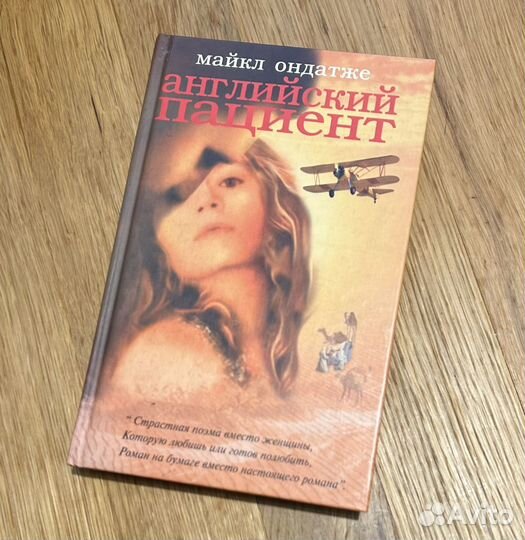 майкл ондатже
английский
пациент
"Страстная поэма вместо женщины,
Которую любишь или готов полюбить,
Роман на бумаге вместо настоящего романа".
Avito